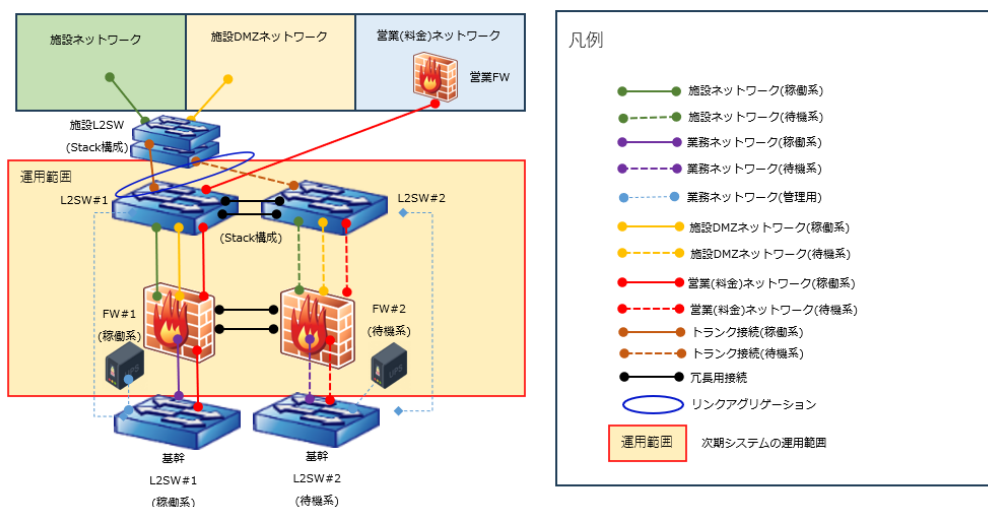 施設ネットワーク
施設DMZネットワーク
営業(料金)ネットワーク
営業FW
施設L2SW
(Stack構成)
運用範囲
L2SW#1
L2SW#2
(Stack構成)
FW#1
(稼働系)
FW#2
(待機系)
UPS
UPS
基幹
L2SW#1
(稼働系)
基幹
L2SW#2
(待機系)
凡例
施設ネットワーク(稼働系)
施設ネットワーク(待機系)
業務ネットワーク(稼働系)
業務ネットワーク(待機系)
業務ネットワーク(管理用)
施設DMZネットワーク(稼働系)
施設DMZネットワーク(待機系)
営業(料金)ネットワーク(稼働系)
営業(料金)ネットワーク(待機系)
トランク接続(稼働系)
トランク接続(待機系)
冗長用接続
リンクアグリゲーション
運用範囲
次期システムの運用範囲